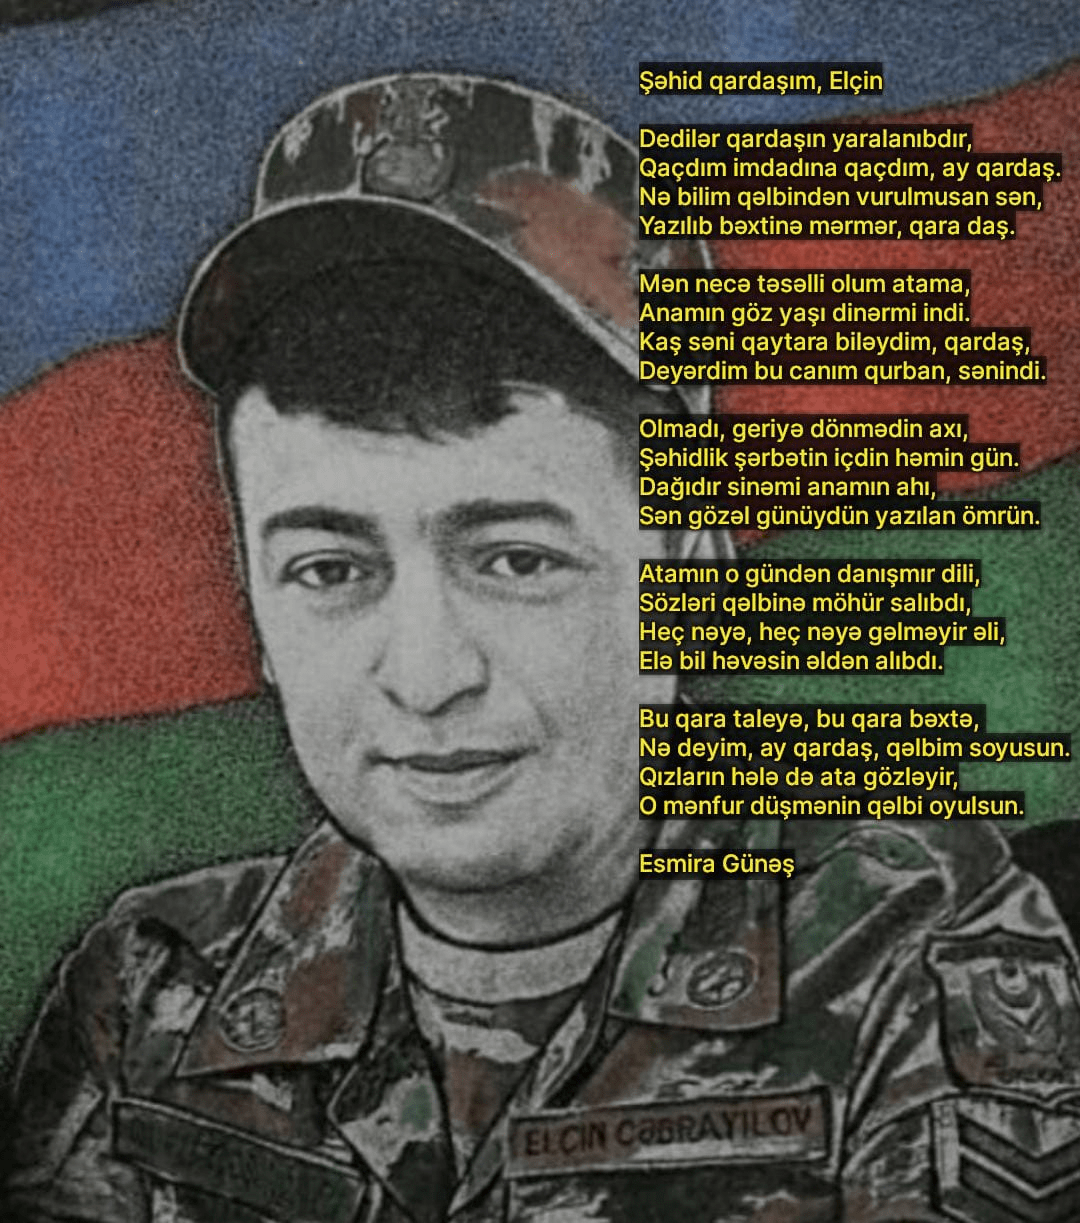 Şəhid qardaşım, Elçin
Dedilər qardaşın yaralanıbdır,
Qaçdım imdadına qaçdım, ay qardaş.
Nə bilim qəlbindən vurulmusan sən,
Yazılıb bəxtinə mərmər, qara daş.
Mən necə təsəlli olum atama,
Anamın göz yaşı dinərmi indi.
Kaş səni qaytara biləydim, qardaş,
Deyərdim bu canım qurban, sənindi.
Olmadı, geriyə dönmədin axı,
Şəhidlik şərbətin içdin həmin gün.
Dağıdır sinəmi anamın ahı,
Sən gözəl günüydün yazılan ömrün.
Atamın o gündən danışmır dili,
Sözləri qəlbinə möhür salıbdı,
Heç nəyə, heç nəyə gəlməyir əli,
Elə bil həvəsin əldən alıbdı.
Bu qara taleyə, bu qara bəxtə,
Nə deyim, ay qardaş, qəlbim soyusun.
Qızların hələ də ata gözləyir,
O mənfur düşmənin qəlbi oyulsun.
Esmira Günəş
ELÇIN CƏBRAYILOV